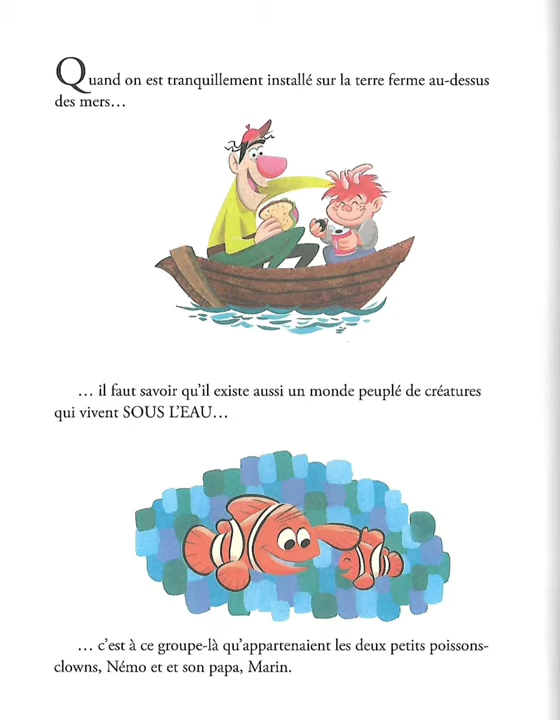 Quand on est tranquillement installé sur la terre ferme au-dessus
des mers…
… il faut savoir qu’il existe aussi un monde peuplé de créatures
qui vivent SOUS L’EAU…
… c’est à ce groupe-là qu’appartenaient les deux petits poissons-
clowns, Némo et et son papa, Marin.